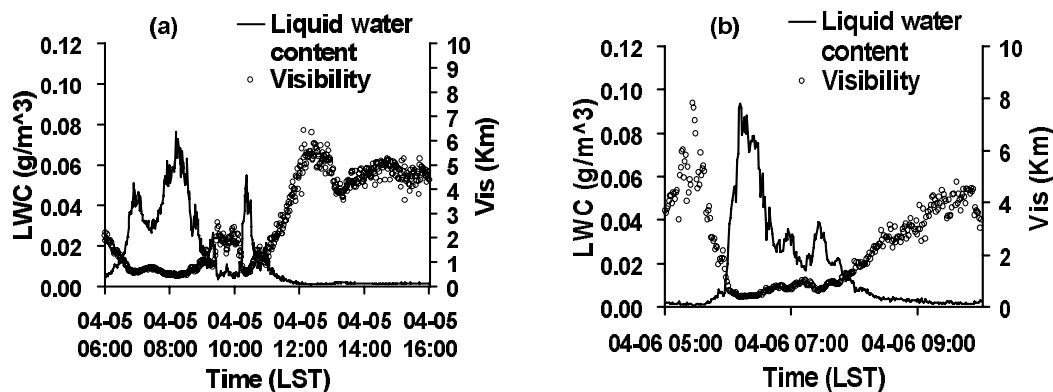 (a)
Liquid water
content
Visibility
LWC (g/m^3)
0.12
0.10
0.08
0.06
0.04
0.02
0.00
10
9
8
7
6
5
4
3
2
1
0
Vis (Km)
04-05 04-05 04-05 04-05 04-05 04-05
06:00 08:00 10:00 12:00 14:00 16:00
Time (LST)
(b)
Liquid water
content
Visibility
LWC (g/m^3)
0.12
0.10
0.08
0.06
0.04
0.02
0.00
10
8
6
4
2
0
Vis (Km)
04-06 05:00 04-06 07:00 04-06 09:00
Time (LST)